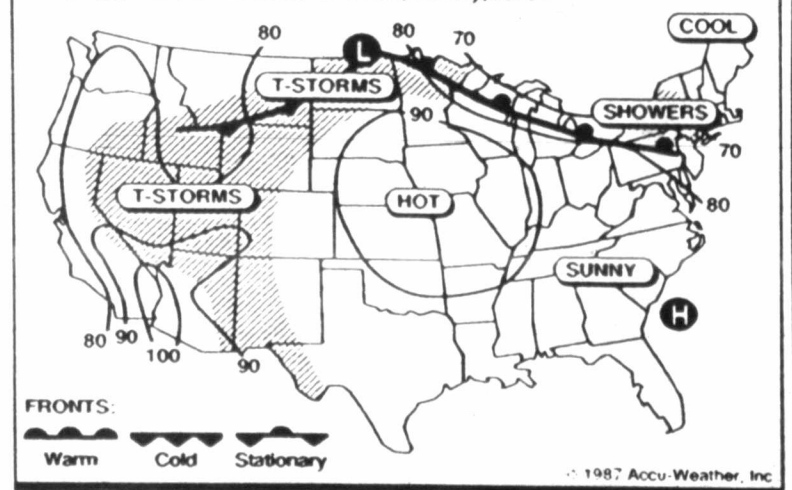 COOL
80
80
70
L
T-STORMS
90
SHOWERS
70
T-STORMS
HOT
80
SUNNY
H
80
90
100
90
FRONTS:
Warm
Cold
Stationary
© 1987 Accu-Weather, Inc